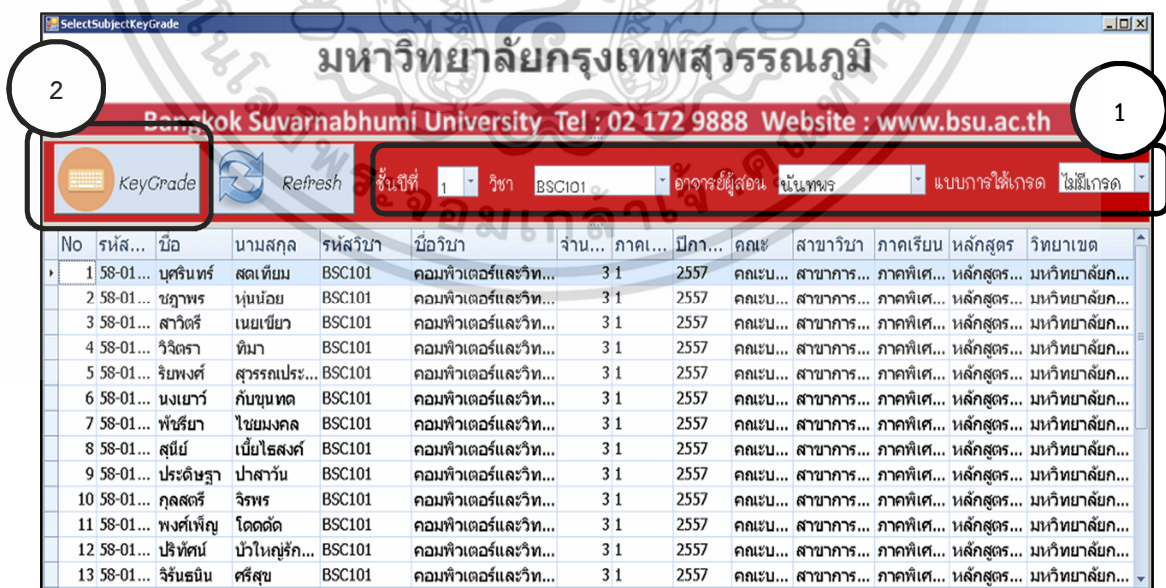 SelectSubjectKeyGrade
มหาวิทยาลัยกรุงเทพสุวรรณภูมิ
2
1
Bangkok Suvarnabhumi University Tel : 02 172 9888 Website : www.bsu.ac.th
KeyGrade Refresh ชั้นปีที่ 1 วิชา BSC101 อาจารย์ผู้สอน นันทพร แบบการให้เกรด ไม่มีเกรด
No รหัส... ชื่อ นามสกุล รหัสวิชา ชื่อวิชา จำน... ภาคเ... ปีกา... คณะ สาขาวิชา ภาคเรียน หลักสูตร วิทยาเขต
1 58-01... บุศรินทร์ สดเทียม BSC101 คอมพิวเตอร์และวิท... 3 1 2557 คณะบ... สาขาการ... ภาคพิเศ... หลักสูตร... มหาวิทยาลัยก...
2 58-01... ชฎาพร หุ่นน้อย BSC101 คอมพิวเตอร์และวิท... 3 1 2557 คณะบ... สาขาการ... ภาคพิเศ... หลักสูตร... มหาวิทยาลัยก...
3 58-01... สาวิตรี เนยเขียว BSC101 คอมพิวเตอร์และวิท... 3 1 2557 คณะบ... สาขาการ... ภาคพิเศ... หลักสูตร... มหาวิทยาลัยก...
4 58-01... วิจิตรา ทิมา BSC101 คอมพิวเตอร์และวิท... 3 1 2557 คณะบ... สาขาการ... ภาคพิเศ... หลักสูตร... มหาวิทยาลัยก...
5 58-01... ริยพงศ์ สุวรรณประ... BSC101 คอมพิวเตอร์และวิท... 3 1 2557 คณะบ... สาขาการ... ภาคพิเศ... หลักสูตร... มหาวิทยาลัยก...
6 58-01... นงเยาว์ กับขุนทด BSC101 คอมพิวเตอร์และวิท... 3 1 2557 คณะบ... สาขาการ... ภาคพิเศ... หลักสูตร... มหาวิทยาลัยก...
7 58-01... พัชรียา ไชยมงคล BSC101 คอมพิวเตอร์และวิท... 3 1 2557 คณะบ... สาขาการ... ภาคพิเศ... หลักสูตร... มหาวิทยาลัยก...
8 58-01... สุนีย์ เบี้ยไธสงค์ BSC101 คอมพิวเตอร์และวิท... 3 1 2557 คณะบ... สาขาการ... ภาคพิเศ... หลักสูตร... มหาวิทยาลัยก...
9 58-01... ประดิษฐา ปาสาวัน BSC101 คอมพิวเตอร์และวิท... 3 1 2557 คณะบ... สาขาการ... ภาคพิเศ... หลักสูตร... มหาวิทยาลัยก...
10 58-01... กุลสตรี จิรพร BSC101 คอมพิวเตอร์และวิท... 3 1 2557 คณะบ... สาขาการ... ภาคพิเศ... หลักสูตร... มหาวิทยาลัยก...
11 58-01... พงศ์เพ็ญ โดดดัด BSC101 คอมพิวเตอร์และวิท... 3 1 2557 คณะบ... สาขาการ... ภาคพิเศ... หลักสูตร... มหาวิทยาลัยก...
12 58-01... ปริทัศน์ บัวใหญ่รัก... BSC101 คอมพิวเตอร์และวิท... 3 1 2557 คณะบ... สาขาการ... ภาคพิเศ... หลักสูตร... มหาวิทยาลัยก...
13 58-01... จิรันธนิน ศรีสุข BSC101 คอมพิวเตอร์และวิท... 3 1 2557 คณะบ... สาขาการ... ภาคพิเศ... หลักสูตร... มหาวิทยาลัยก...